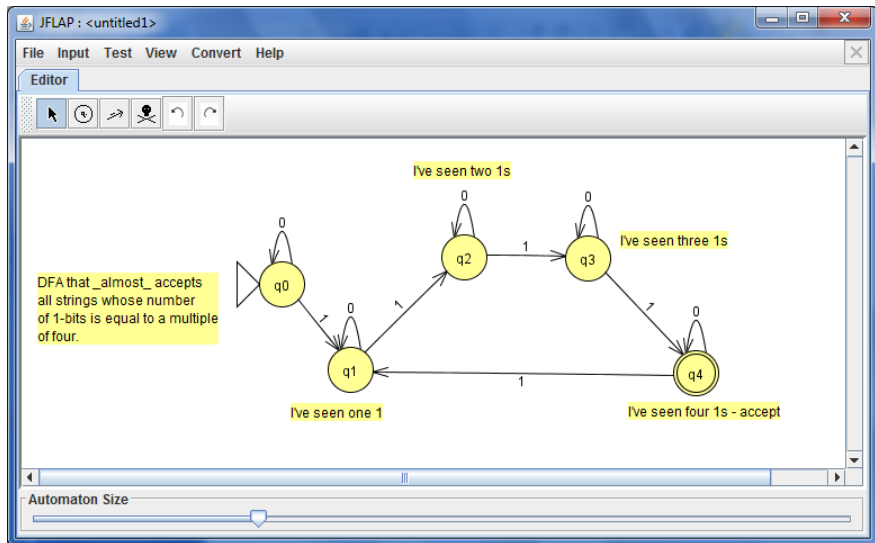 JFLAP : <untitled1>
File Input Test View Convert Help
Editor
I've seen two 1s
0
0
1
q2
q3
I've seen three 1s
0
q0
DFA that _almost_ accepts
all strings whose number
of 1-bits is equal to a multiple
of four.
1
1
1
0
0
q1
q4
1
I've seen one 1
I've seen four 1s - accept
Automaton Size